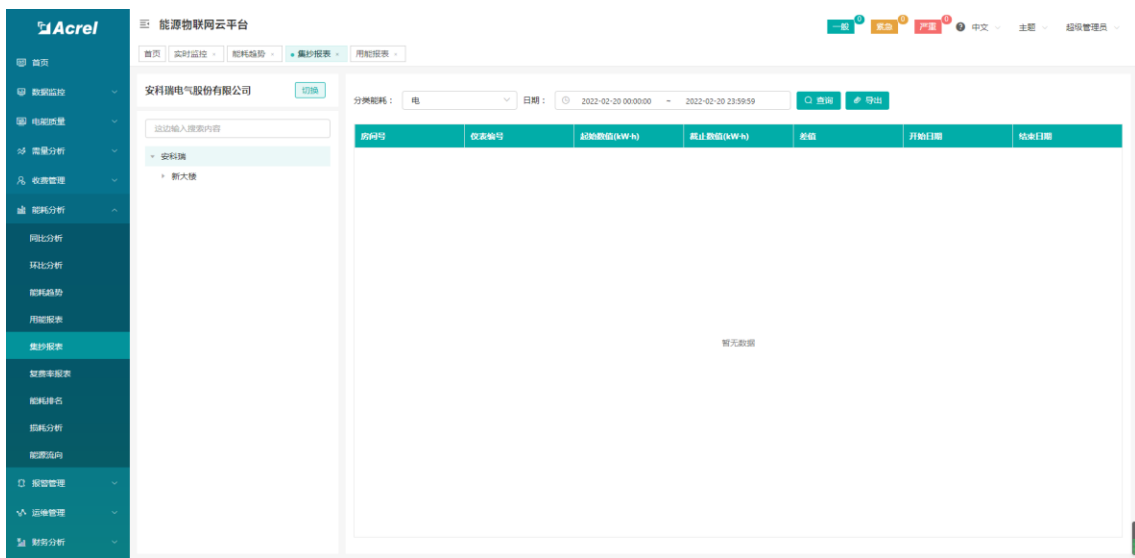 Acrel
能源物联网云平台
一般 0 紧急 0 严重 0 中文 主题 超级管理员
首页 实时监控 能耗趋势 集抄报表 用能报表
首页
数据监控
电能质量
需量分析
收费管理
能耗分析
同比分析
环比分析
能耗趋势
用能报表
集抄报表
复费率报表
能耗排名
损耗分析
能源流向
报警管理
运维管理
财务分析
安科瑞电气股份有限公司 切换
这边输入搜索内容
安科瑞
新大楼
分类能耗： 电 日期： 2022-02-20 00:00:00 ~ 2022-02-20 23:59:59 查询 导出
房间号 仪表编号 起始数值(kW·h) 截止数值(kW·h) 差值 开始日期 结束日期
暂无数据